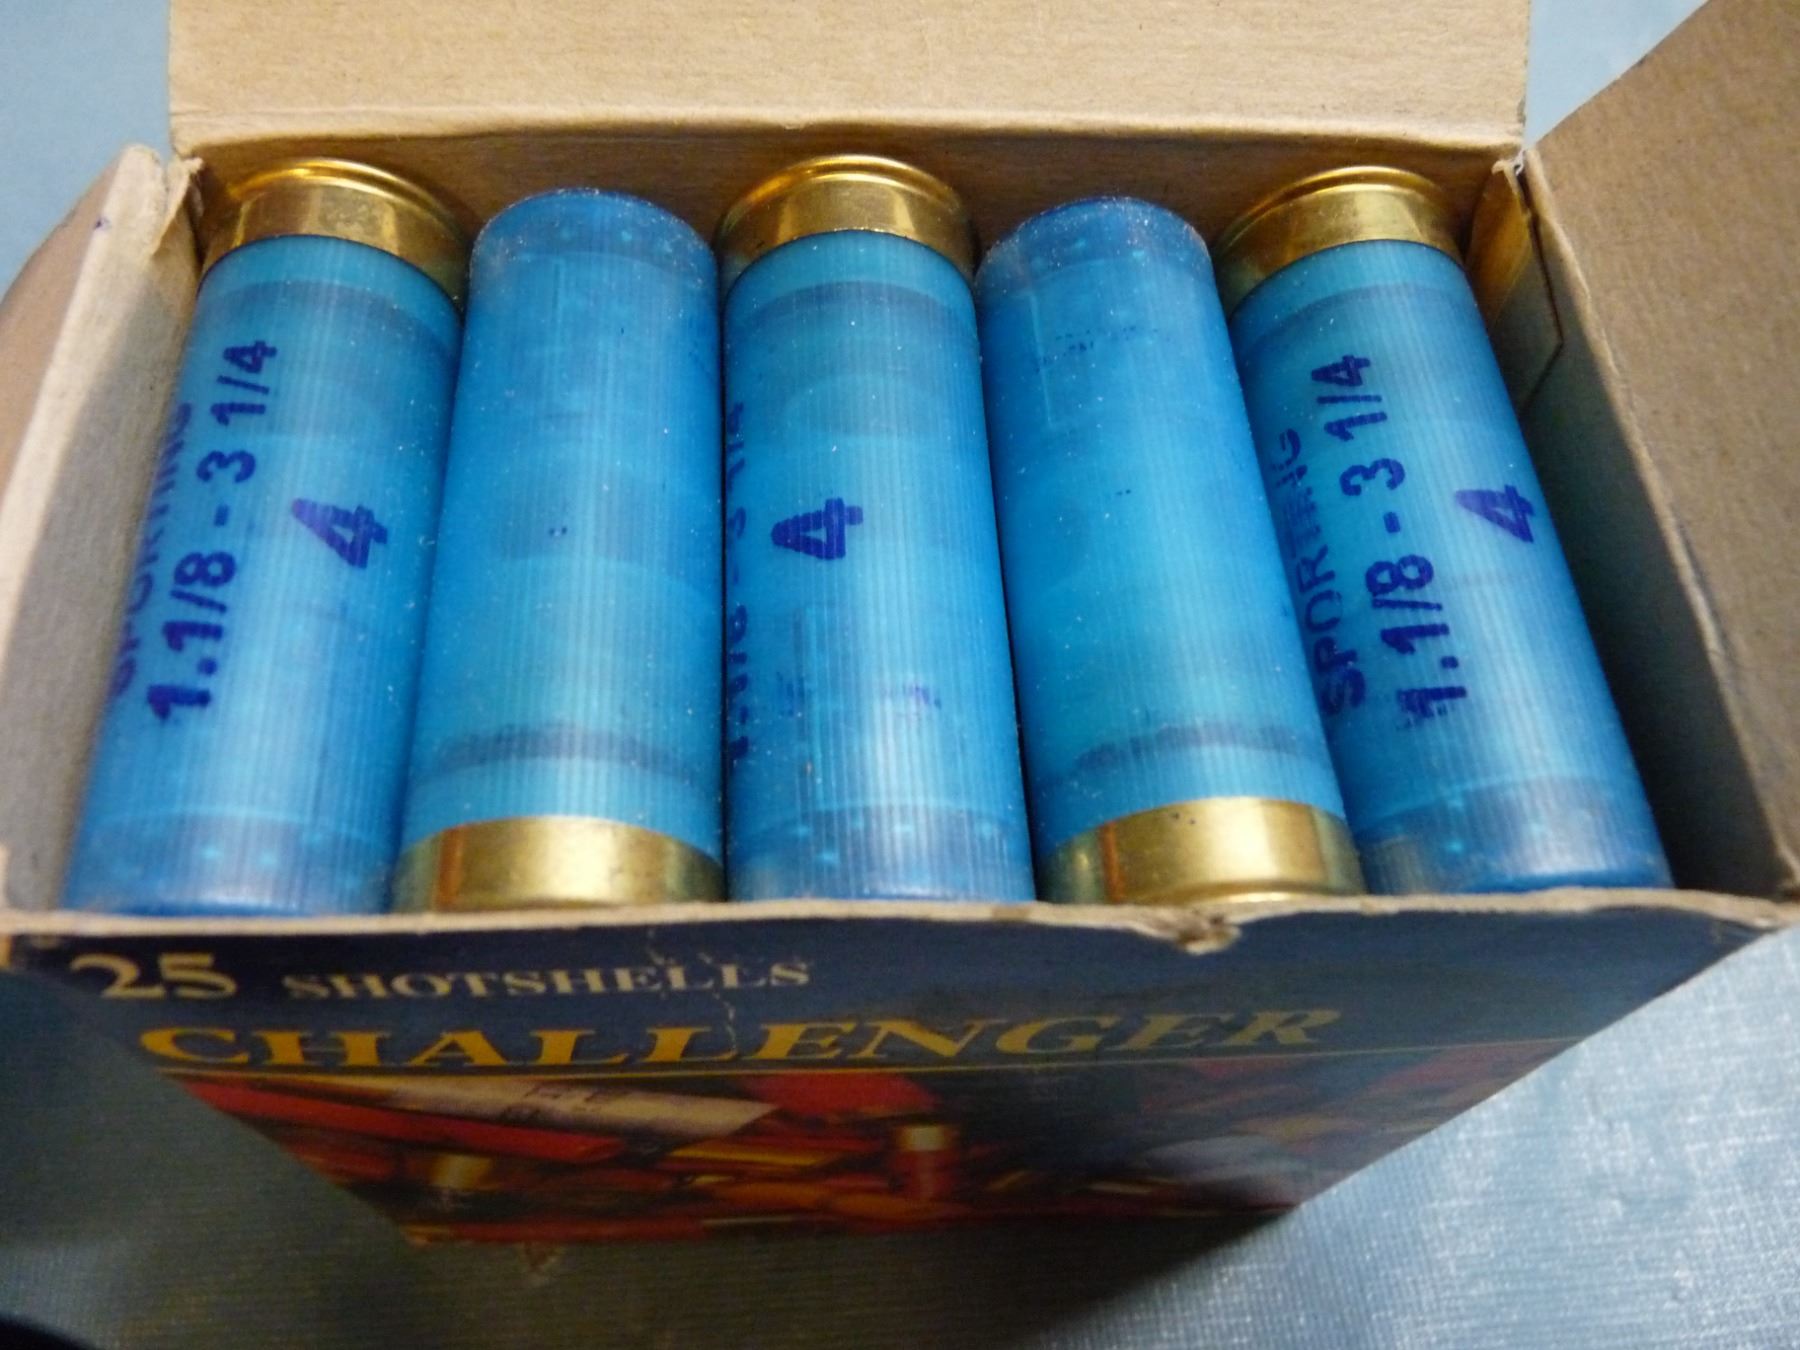 SPORTING
1.1/8 - 3 1/4
4
4
SPORTING
1.1/8 - 3 1/4
4
25 SHOTSHELLS
CHALLENGER